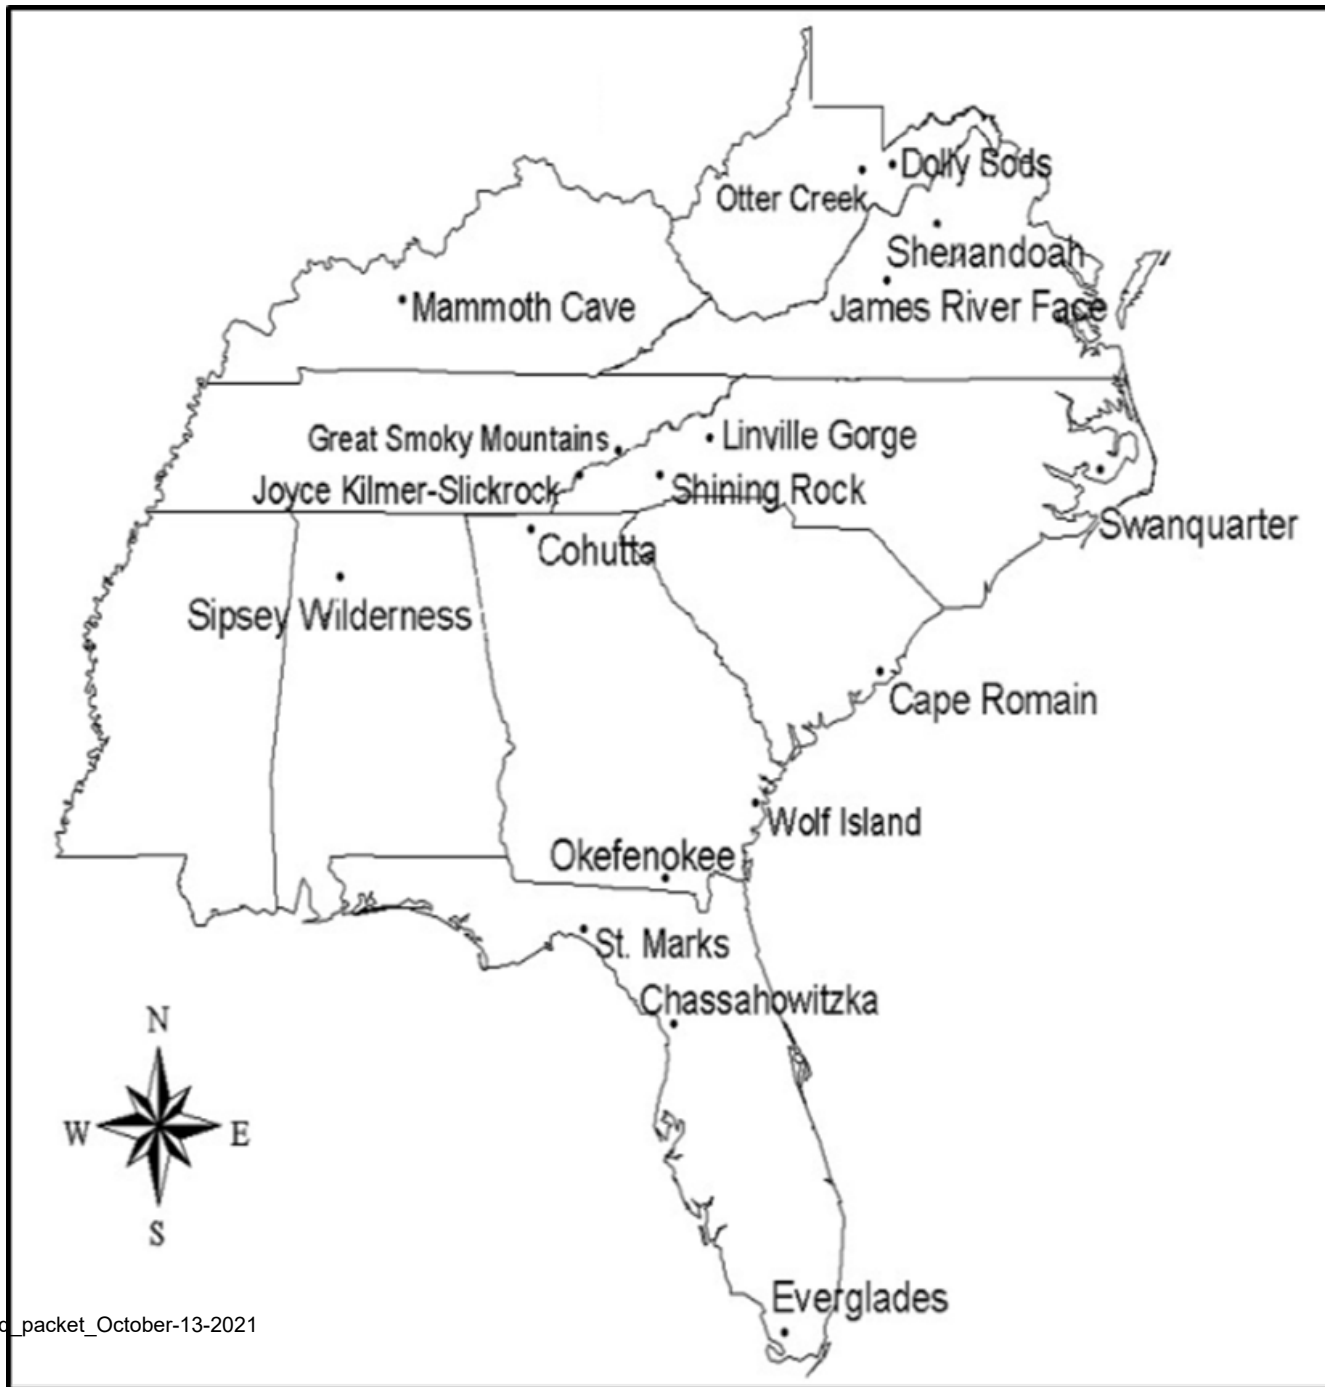 Dolly Sods
Otter Creek
Shenandoah
James River Face
Mammoth Cave
Great Smoky Mountains
Linville Gorge
Joyce Kilmer-Slickrock
Shining Rock
Swanquarter
Cohutta
Sipsey Wilderness
Cape Romain
Wolf Island
Okefenokee
St. Marks
Chassahowitzka
N
W
E
S
Everglades
_packet_October-13-2021